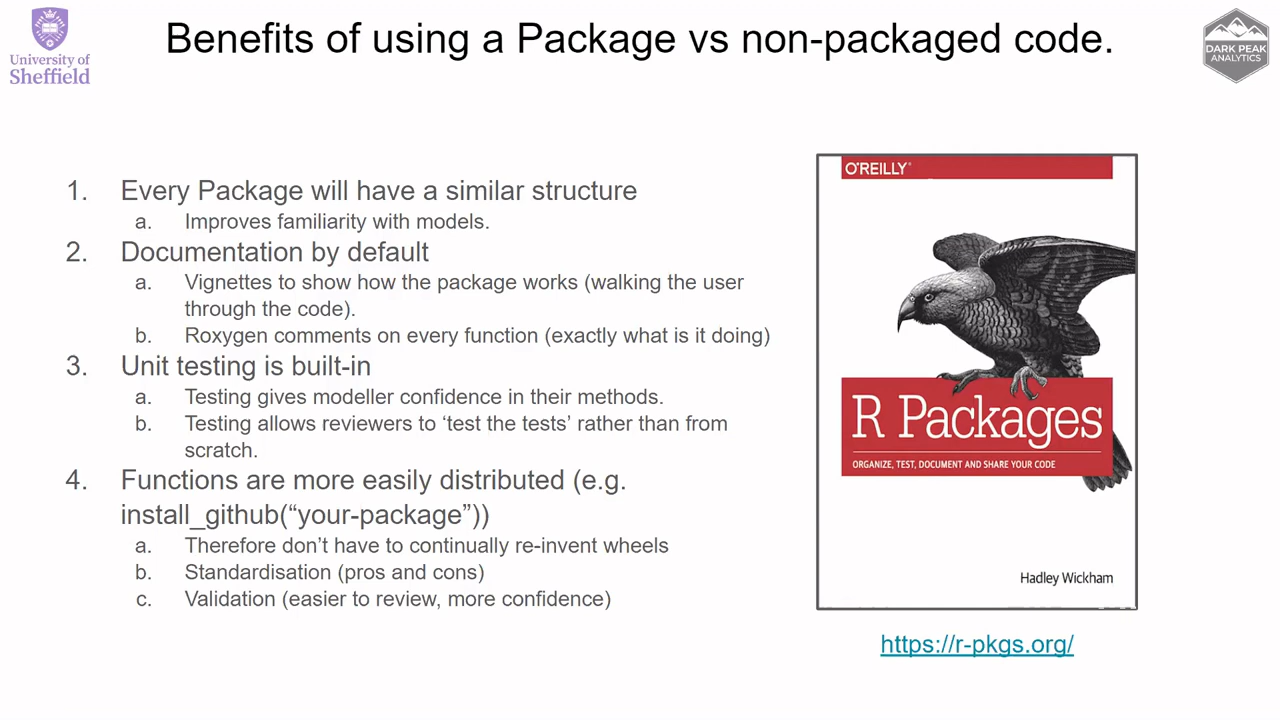 Benefits of using a Package vs non-packaged code.
University of
Sheffield
DARK PEAK
ANALYTICS
1. Every Package will have a similar structure
a. Improves familiarity with models.
2. Documentation by default
a. Vignettes to show how the package works (walking the user
through the code).
b. Roxygen comments on every function (exactly what is it doing)
3. Unit testing is built-in
a. Testing gives modeller confidence in their methods.
b. Testing allows reviewers to ‘test the tests’ rather than from
scratch.
4. Functions are more easily distributed (e.g.
install_github(“your-package”))
a. Therefore don’t have to continually re-invent wheels
b. Standardisation (pros and cons)
c. Validation (easier to review, more confidence)
O'REILLY®
R Packages
ORGANIZE, TEST, DOCUMENT AND SHARE YOUR CODE
Hadley Wickham
https://r-pkgs.org/